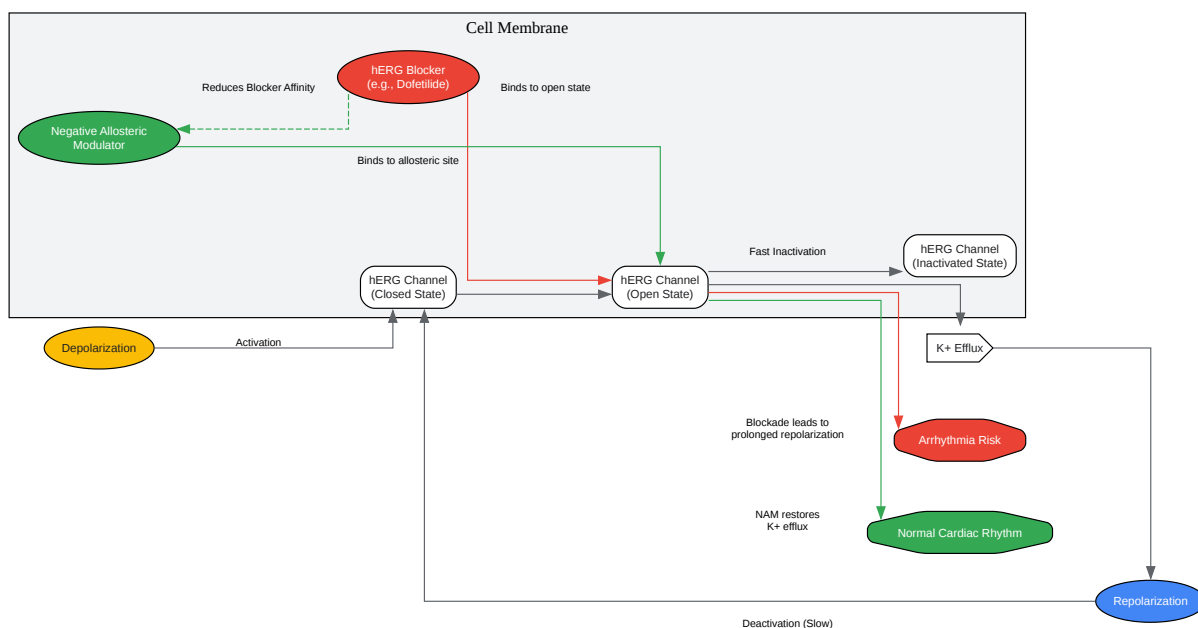 Cell Membrane
hERG Blocker
(e.g., Dofetilide)
Reduces Blocker Affinity
Binds to open state
Negative Allosteric
Modulator
Binds to allosteric site
Fast Inactivation
hERG Channel
(Inactivated State)
hERG Channel
(Closed State)
hERG Channel
(Open State)
Depolarization
Activation
K+ Efflux
Blockade leads to
prolonged repolarization
Arrhythmia Risk
NAM restores
K+ efflux
Normal Cardiac Rhythm
Repolarization
Deactivation (Slow)